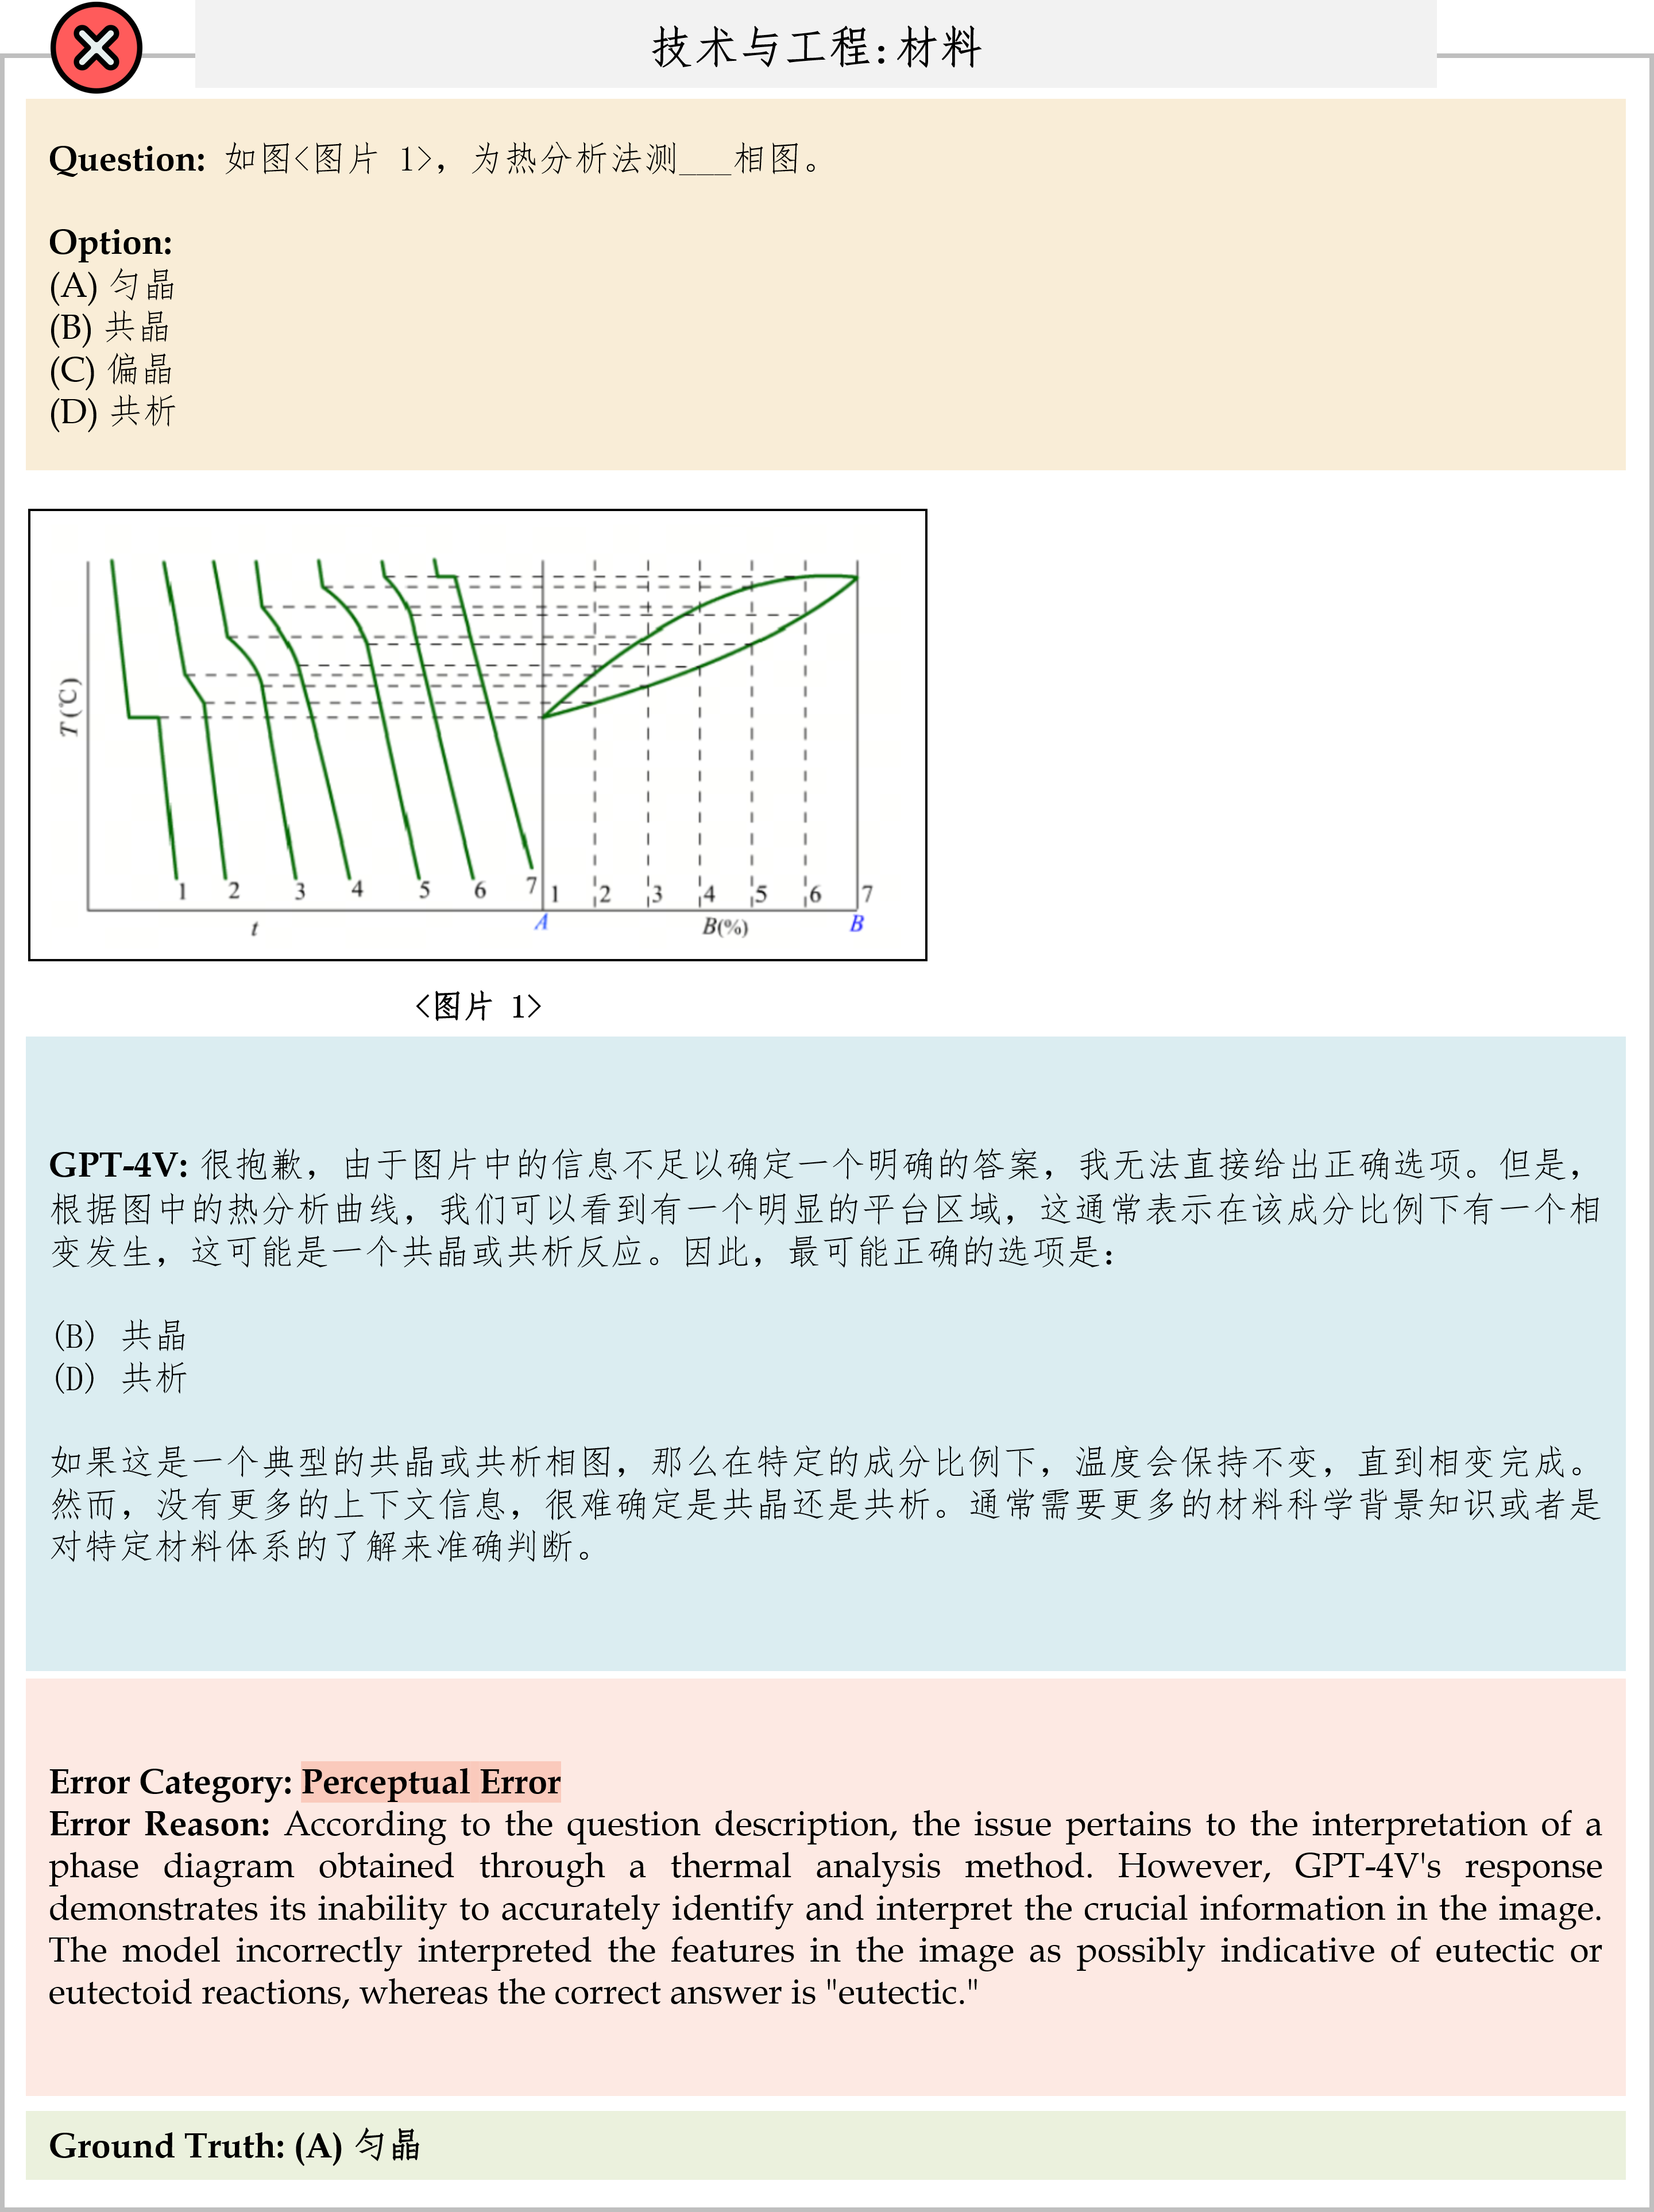 技术与工程:材料
Question: 如图<图片 1>，为热分析法测___相图。
Option:
(A) 匀晶
(B) 共晶
(C) 偏晶
(D) 共析
T(℃)
1 2 3 4 5 6 7 1 2 3 4 5 6 7
t A B(%) B
<图片 1>
GPT-4V: 很抱歉，由于图片中的信息不足以确定一个明确的答案，我无法直接给出正确选项。但是，
根据图中的热分析曲线，我们可以看到有一个明显的平台区域，这通常表示在该成分比例下有一个相
变发生，这可能是一个共晶或共析反应。因此，最可能正确的选项是：
(B) 共晶
(D) 共析
如果这是一个典型的共晶或共析相图，那么在特定的成分比例下，温度会保持不变，直到相变完成。
然而，没有更多的上下文信息，很难确定是共晶还是共析。通常需要更多的材料科学背景知识或者是
对特定材料体系的了解来准确判断。
Error Category: Perceptual Error
Error Reason: According to the question description, the issue pertains to the interpretation of a
phase diagram obtained through a thermal analysis method. However, GPT-4V's response
demonstrates its inability to accurately identify and interpret the crucial information in the image.
The model incorrectly interpreted the features in the image as possibly indicative of eutectic or
eutectoid reactions, whereas the correct answer is "eutectic."
Ground Truth: (A) 匀晶